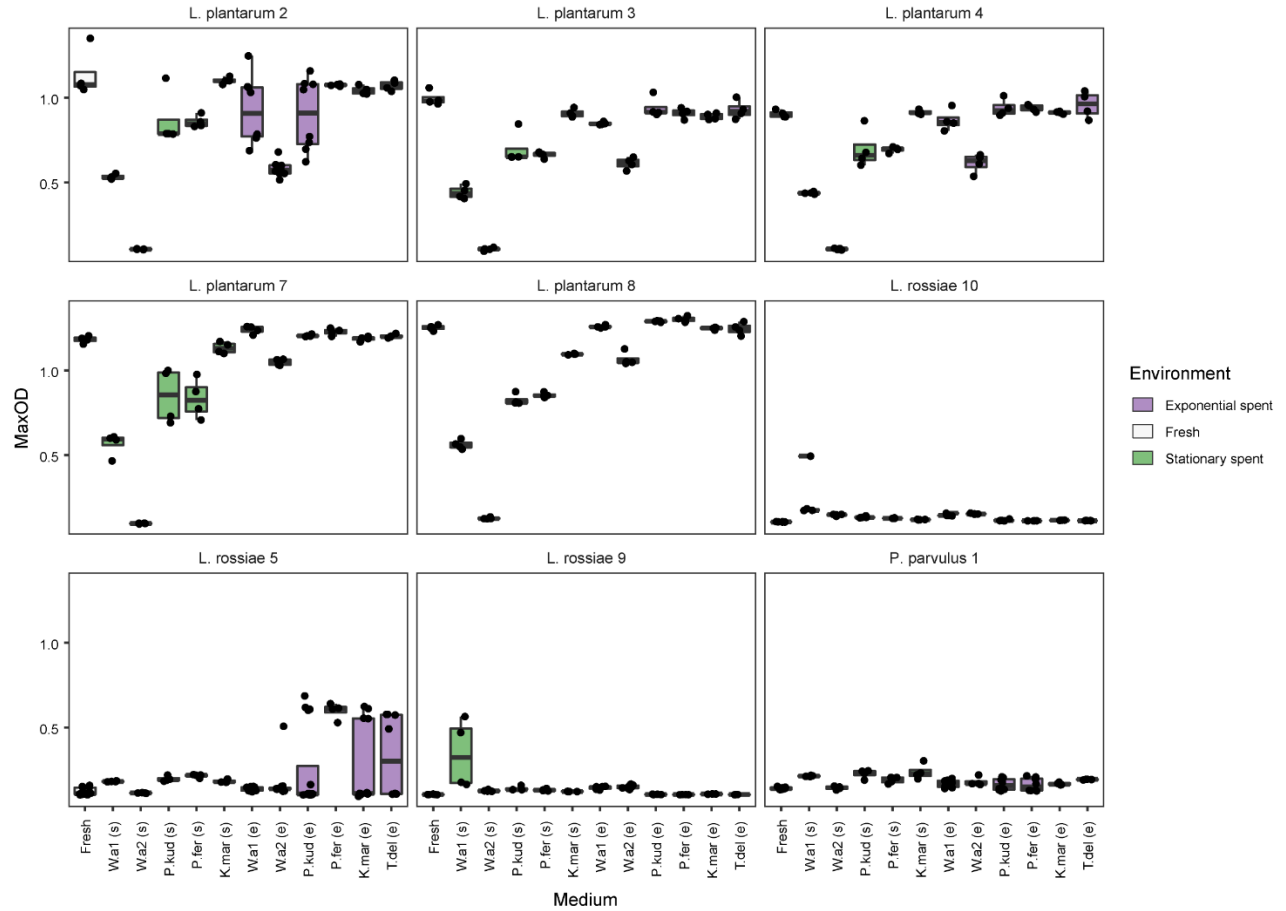 L. plantarum 2
L. plantarum 3
L. plantarum 4
1.0
0.5
L. plantarum 7
L. plantarum 8
L. rossiae 10
1.0
0.5
MaxOD
L. rossiae 5
L. rossiae 9
P. parvulus 1
1.0
0.5
Fresh
W.a1 (s)
W.a2 (s)
P.kud (s)
P.fer (s)
K.mar (s)
W.a1 (e)
W.a2 (e)
P.kud (e)
P.fer (e)
K.mar (e)
T.del (e)
Fresh
W.a1 (s)
W.a2 (s)
P.kud (s)
P.fer (s)
K.mar (s)
W.a1 (e)
W.a2 (e)
P.kud (e)
P.fer (e)
K.mar (e)
T.del (e)
Fresh
W.a1 (s)
W.a2 (s)
P.kud (s)
P.fer (s)
K.mar (s)
W.a1 (e)
W.a2 (e)
P.kud (e)
P.fer (e)
K.mar (e)
T.del (e)
Medium
Environment
Exponential spent
Fresh
Stationary spent